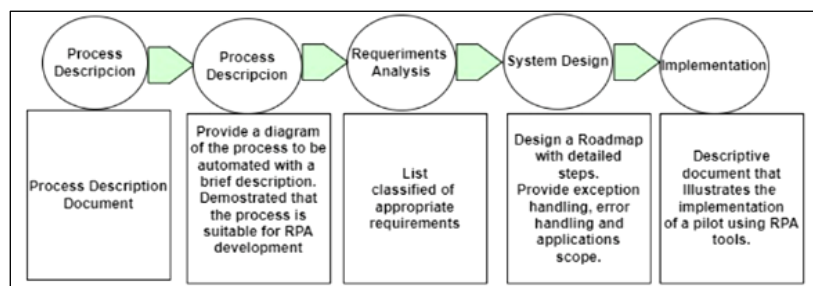 Process
Descripcion
Process
Descripcion
Requeriments
Analysis
System Design
Implementation
Process Description
Document
Provide a diagram
of the process to be
automated with a
brief description.
Demostrated that
the process is
suitable for RPA
development
List
classified of
appropriate
requirements
Design a Roadmap
with detailed
steps.
Provide exception
handling, error
handling and
applications
scope.
Descriptive
document that
Illustrates the
implementation
of a pilot using RPA
tools.